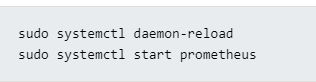 sudo systemctl daemon-reload
sudo systemctl start prometheus